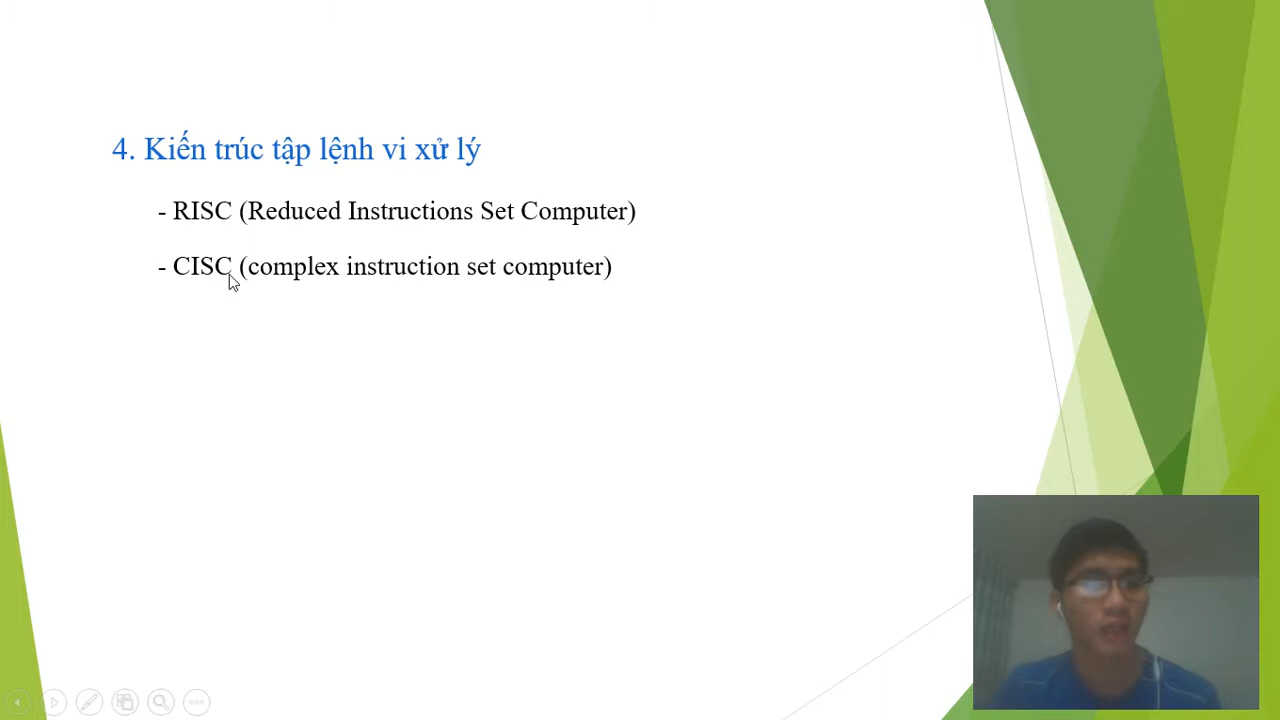 4. Kiến trúc tập lệnh vi xử lý
- RISC (Reduced Instructions Set Computer)
- CISC (complex instruction set computer)